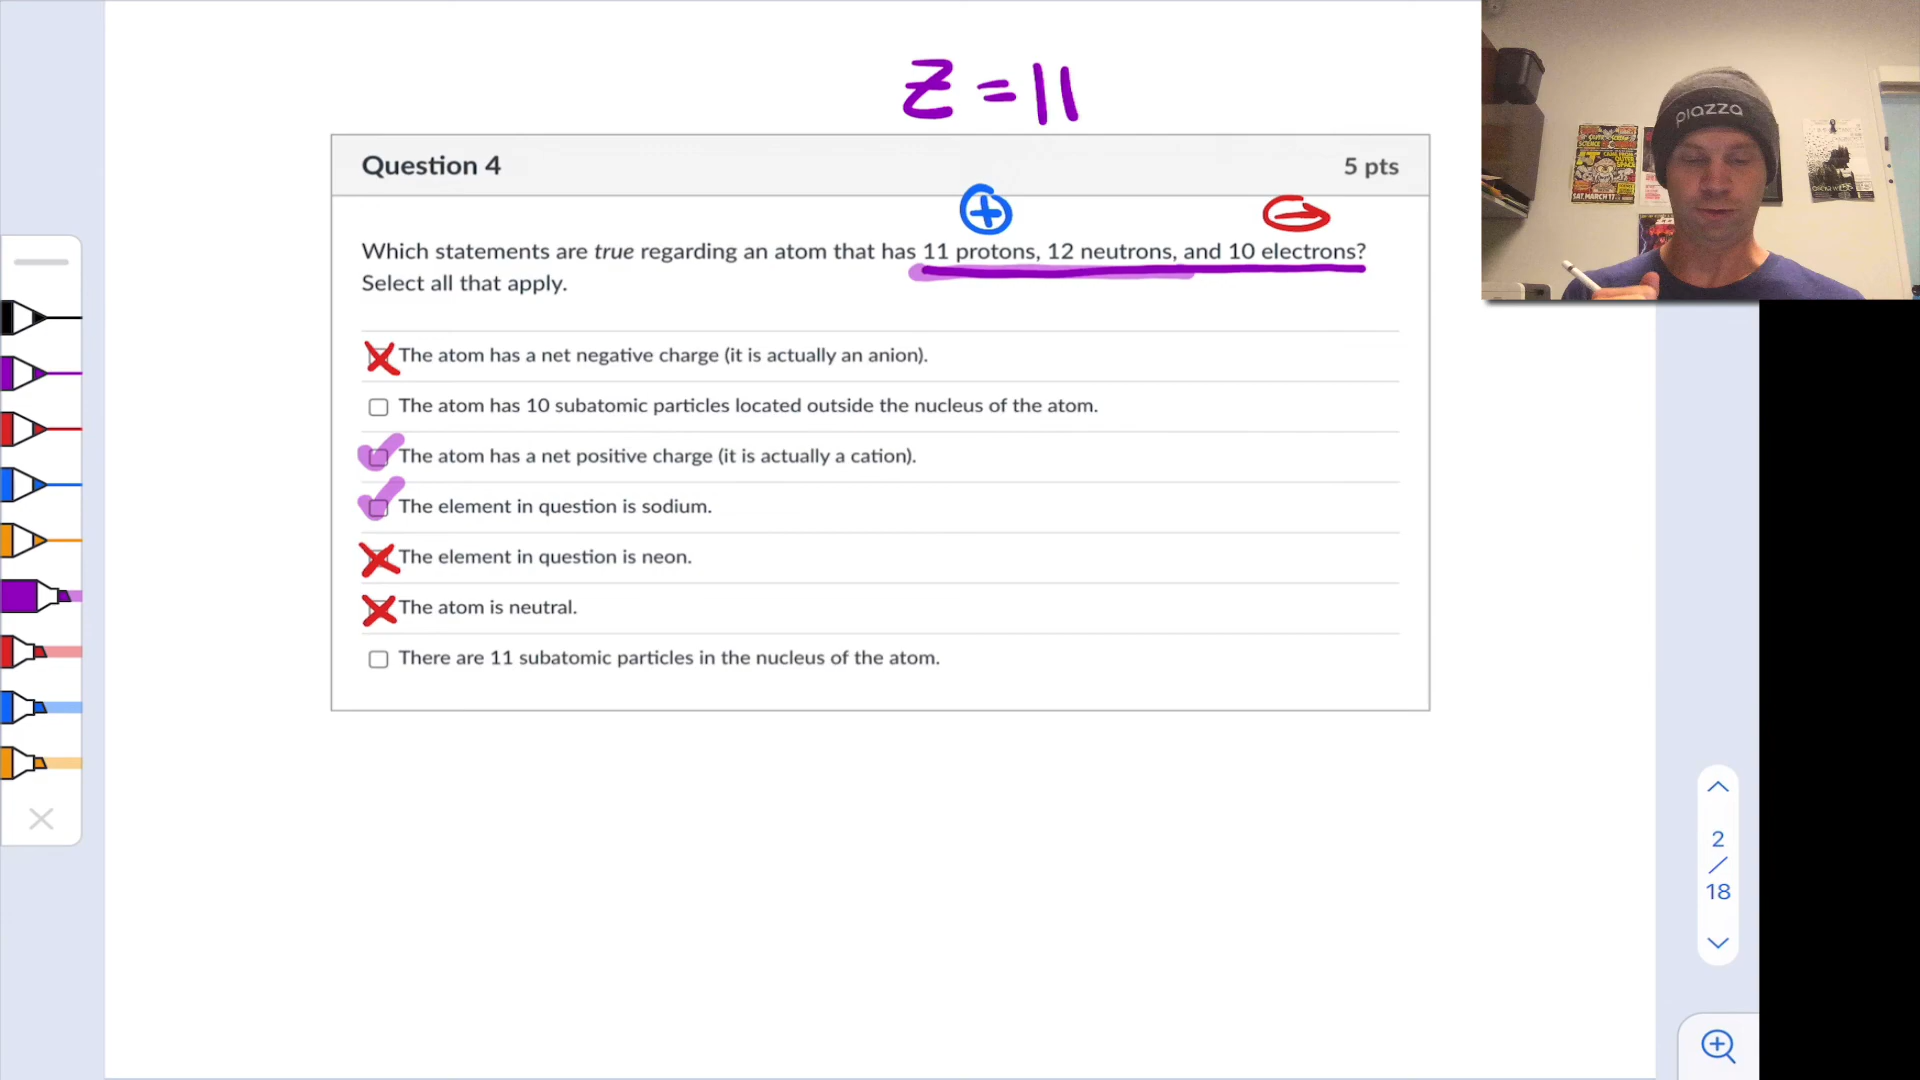 Z = 11
piazza
Question 4
5 pts
Which statements are true regarding an atom that has 11 protons, 12 neutrons, and 10 electrons?
Select all that apply.
The atom has a net negative charge (it is actually an anion).
The atom has 10 subatomic particles located outside the nucleus of the atom.
The atom has a net positive charge (it is actually a cation).
The element in question is sodium.
The element in question is neon.
The atom is neutral.
There are 11 subatomic particles in the nucleus of the atom.
2
/
18